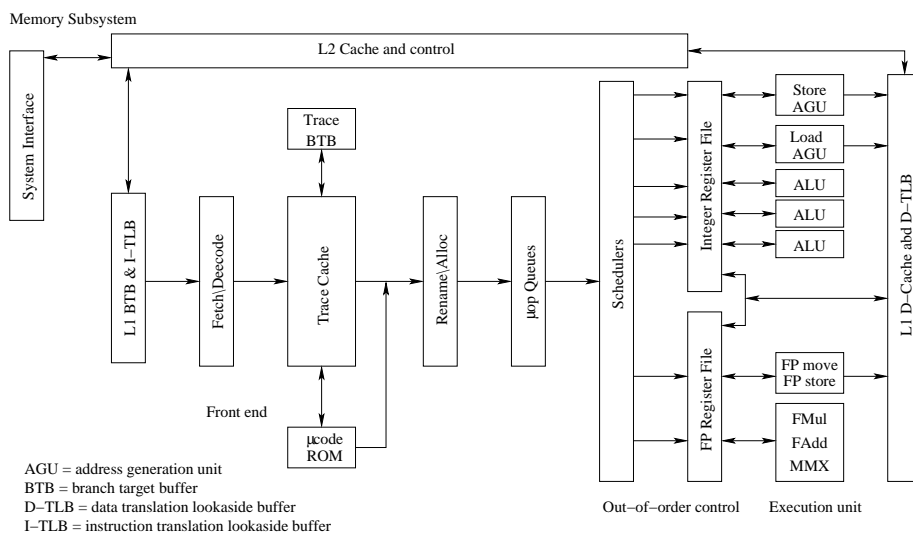 Memory Subsystem
System Interface
L2 Cache and control
L1 BTB & I–TLB
Fetch\Deecode
Trace
BTB
Trace Cache
µcode
ROM
Front end
Rename\Alloc
µop Queues
Schedulers
Integer Register File
FP Register File
Store
AGU
Load
AGU
ALU
ALU
ALU
FP move
FP store
FMul
FAdd
MMX
L1 D–Cache abd D–TLB
Out–of–order control
Execution unit
AGU = address generation unit
BTB = branch target buffer
D–TLB = data translation lookaside buffer
I–TLB = instruction translation lookaside buffer